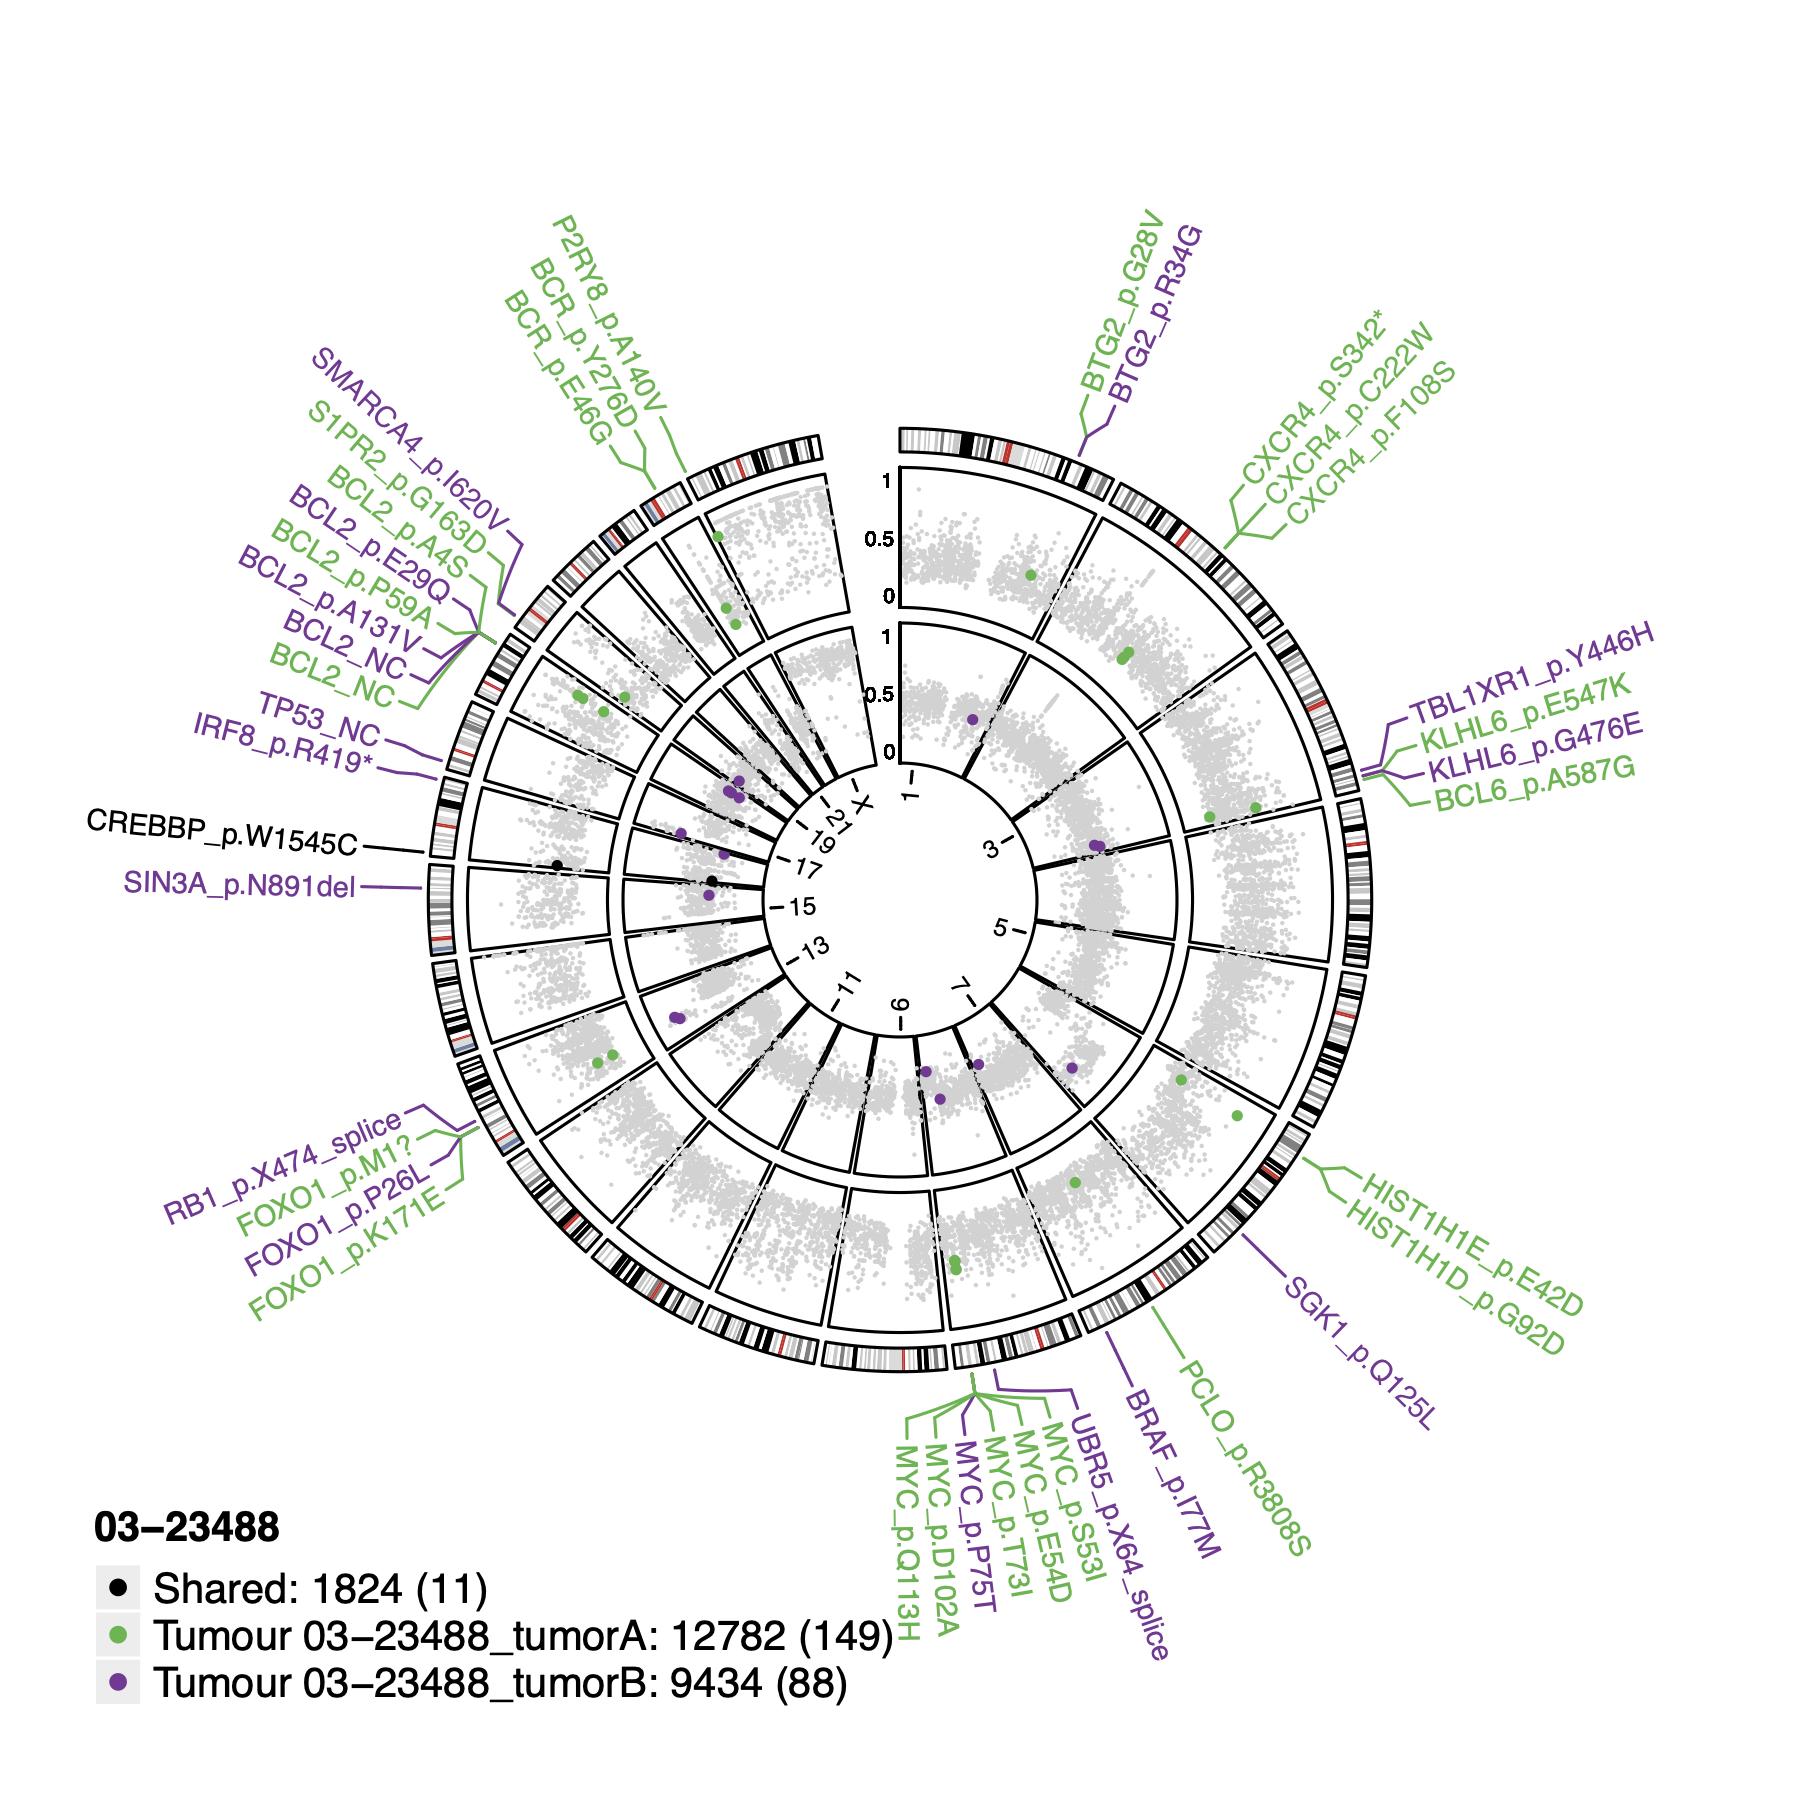 P2RY8_p.A140V
BCR_p.Y276D
BCR_p.E46G
BTG2_p.G28V
BTG2_p.R34G
CXCR4_p.S342*
CXCR4_p.C222W
CXCR4_p.F108S
SMARCA4_p.I620V
S1PR2_p.G163D
BCL2_p.A4S
BCL2_p.E29Q
BCL2_p.P59A
BCL2_p.A131V
BCL2_NC
BCL2_NC
TP53_NC
IRF8_p.R419*
CREBBP_p.W1545C
SIN3A_p.N891del
TBL1XR1_p.Y446H
KLHL6_p.E547K
KLHL6_p.G476E
BCL6_p.A587G
1
0.5
0
1
0.5
0
1
3
5
7
9
11
13
15
17
19
21
X
RB1_p.X474_splice
FOXO1_p.M1?
FOXO1_p.P26L
FOXO1_p.K171E
HIST1H1E_p.E42D
HIST1H1D_p.G92D
SGK1_p.Q125L
PCLO_p.R3808S
BRAF_p.I77M
UBR5_p.X64_splice
MYC_p.S53I
MYC_p.E54D
MYC_p.T73I
MYC_p.P75T
MYC_p.D102A
MYC_p.Q113H
03−23488
Shared: 1824 (11)
Tumour 03−23488_tumorA: 12782 (149)
Tumour 03−23488_tumorB: 9434 (88)